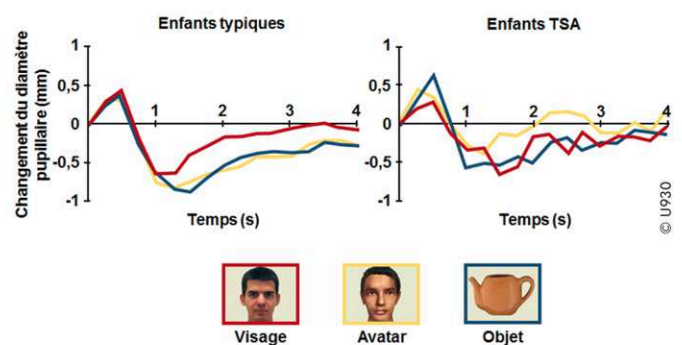 Enfants typiques
Enfants TSA
Changement du diamètre
pupillaire (mm)
1
0,5
0
-0,5
-1
1 2 3 4
Temps (s)
1
0,5
0
-0,5
-1
1 2 3 4
Temps (s)
© U930
Visage
Avatar
Objet